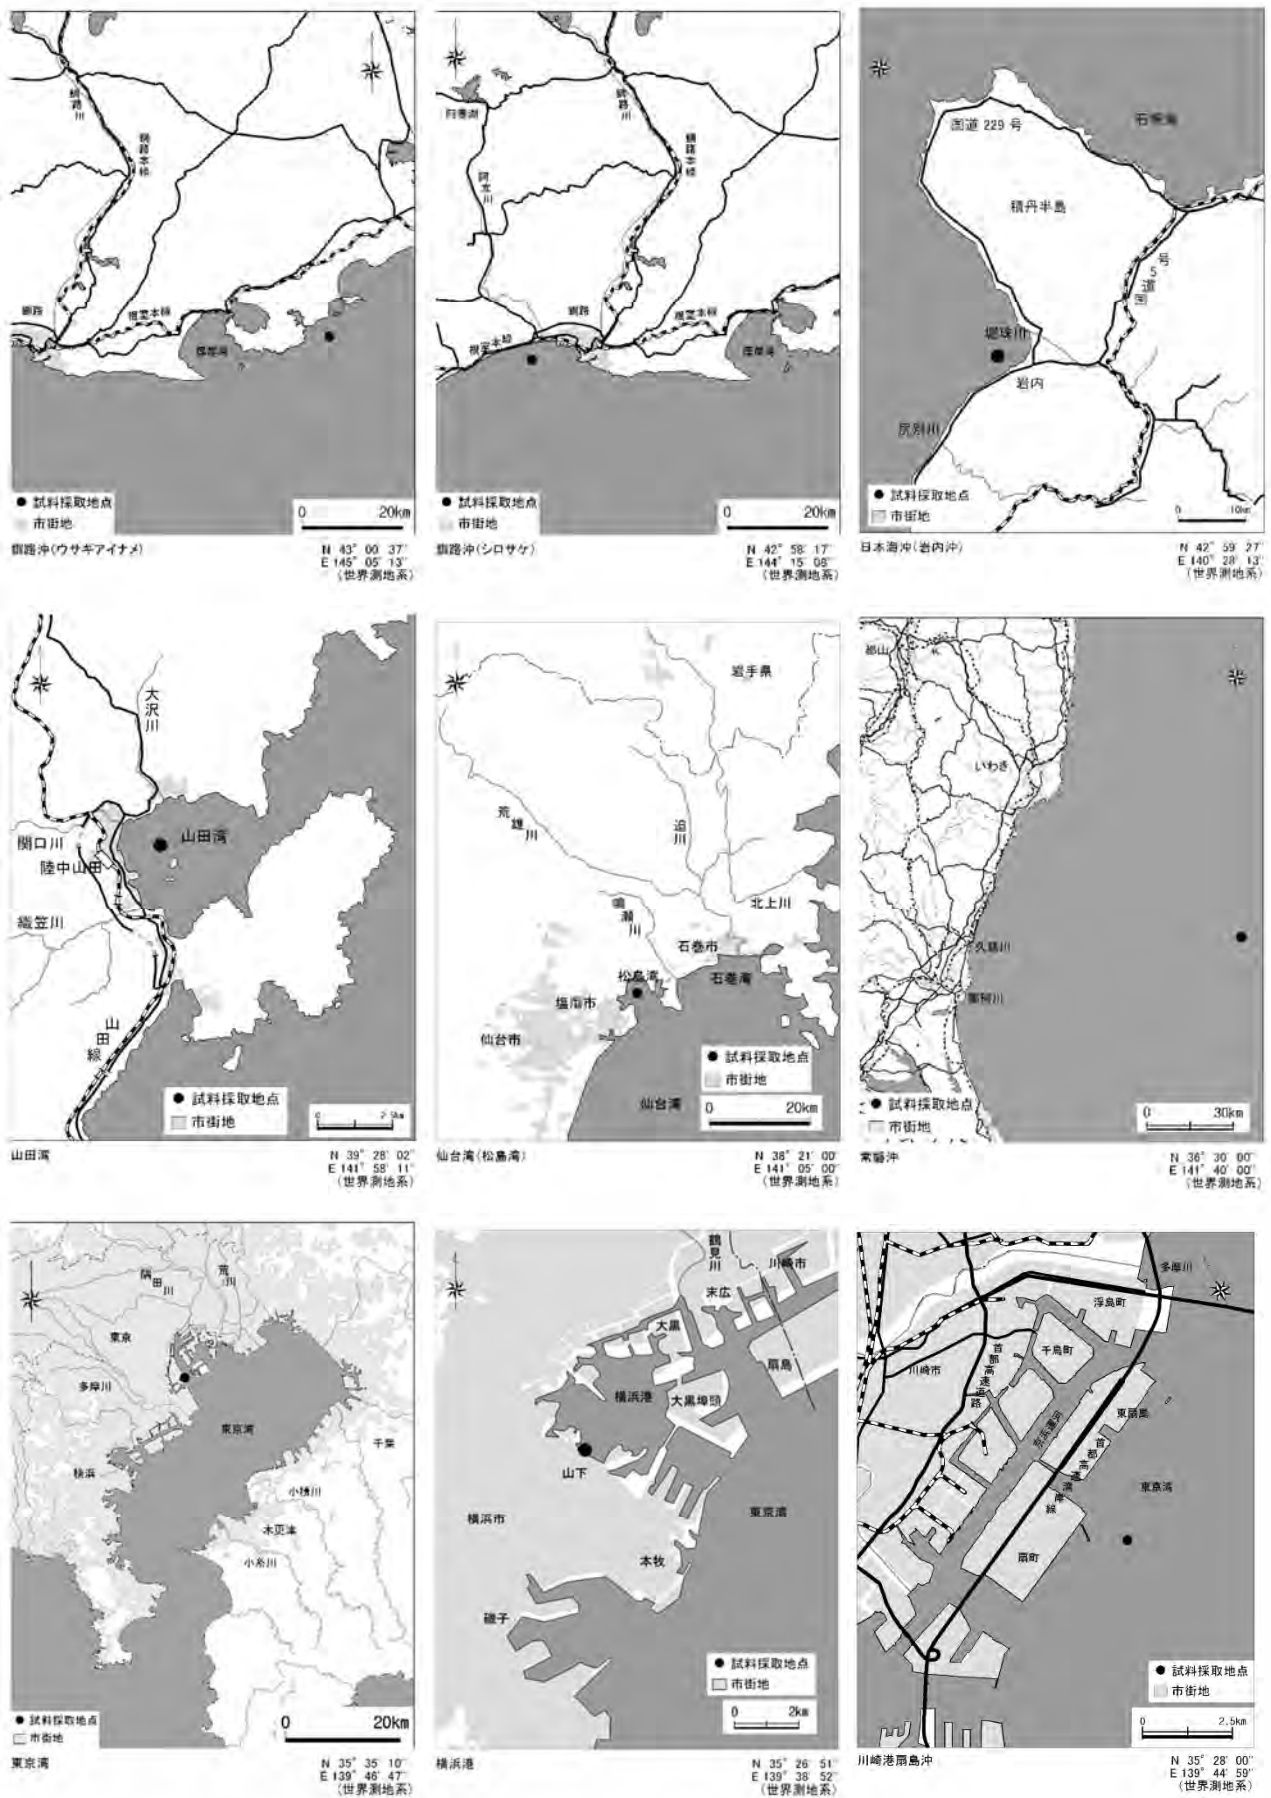 釧路川
釧路本線
釧路
根室本線
厚岸湾
● 試料採取地点
市街地
0 20km
釧路沖(ウサギアイナメ)
N 43° 00′ 37″
E 145° 05′ 13″
(世界測地系)
阿寒湖
釧路川
釧路本線
阿寒川
釧路
根室本線
根室本線
厚岸湾
● 試料採取地点
市街地
0 20km
釧路沖(シロサケ)
N 42° 58′ 17″
E 144° 15′ 08″
(世界測地系)
国道 229 号
石狩湾
積丹半島
国道5号
堀珠川
岩内
尻別川
● 試料採取地点
市街地
0 10km
日本海沖(岩内沖)
N 42° 59′ 27″
E 140° 28′ 13″
(世界測地系)
大沢川
関口川
山田湾
陸中山田
織笠川
山田線
● 試料採取地点
市街地
0 2.5km
山田湾
N 39° 28′ 02″
E 141° 58′ 11″
(世界測地系)
岩手県
荒雄川
迫川
鳴瀬川
北上川
石巻市
松島湾
石巻湾
塩竈市
仙台市
仙台湾
● 試料採取地点
市街地
0 20km
仙台湾(松島湾)
N 38° 21′ 00″
E 141° 05′ 00″
(世界測地系)
郡山
いわき
久慈川
那珂川
● 試料採取地点
市街地
0 30km
常磐沖
N 36° 30′ 00″
E 141° 40′ 00″
(世界測地系)
隅田川
荒川
東京
多摩川
東京湾
千葉
横浜
小櫃川
木更津
小糸川
● 試料採取地点
市街地
0 20km
東京湾
N 35° 35′ 10″
E 139° 46′ 47″
(世界測地系)
鶴見川
川崎市
末広
大黒
扇島
横浜港
大黒埠頭
山下
横浜市
東京湾
本牧
磯子
● 試料採取地点
市街地
0 2km
横浜港
N 35° 26′ 51″
E 139° 38′ 52″
(世界測地系)
多摩川
浮島町
千鳥町
川崎市
首都高速道路
東扇島
京浜運河
首都高速湾岸線
東京湾
扇町
● 試料採取地点
市街地
0 2.5km
川崎港扇島沖
N 35° 28′ 00″
E 139° 44′ 59″
(世界測地系)